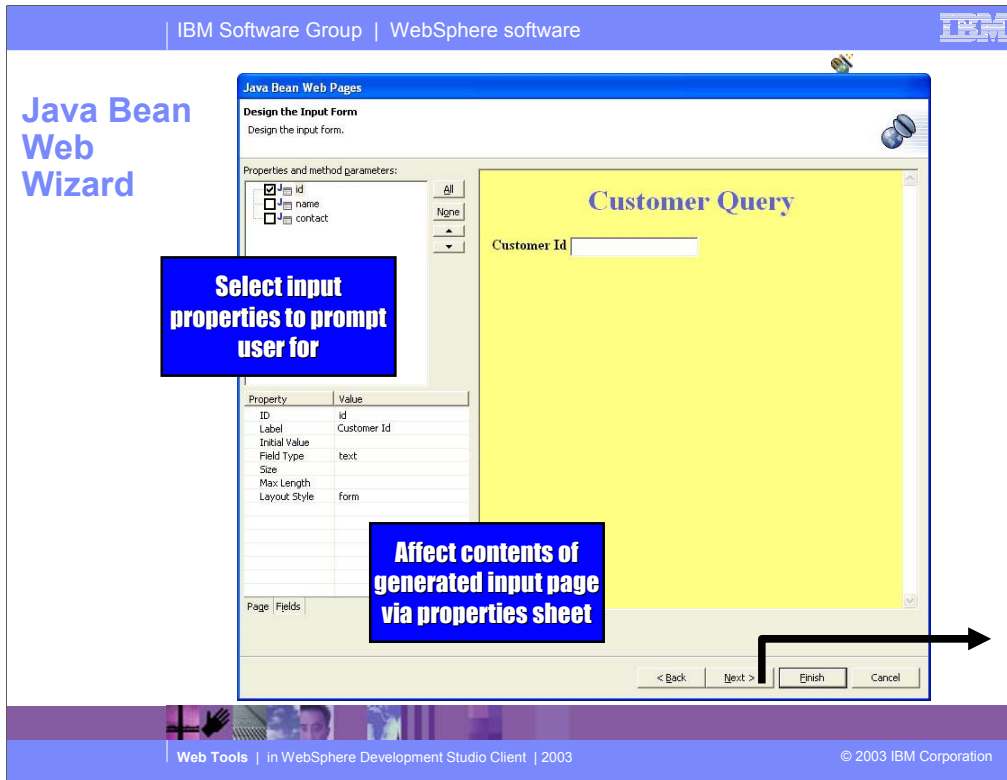 IBM Software Group | WebSphere software
IBM
Java Bean
Web
Wizard
Java Bean Web Pages
Design the Input Form
Design the input form.
Properties and method parameters:
id
name
contact
All
None
Customer Query
Customer Id
Select input
properties to prompt
user for
Property Value
ID id
Label Customer Id
Initial Value
Field Type text
Size
Max Length
Layout Style form
Affect contents of
generated input page
via properties sheet
Page Fields
< Back Next > Finish Cancel
Web Tools | in WebSphere Development Studio Client | 2003
© 2003 IBM Corporation